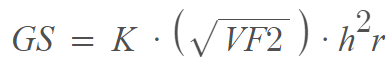 GS = K · (√VF2) · h²r